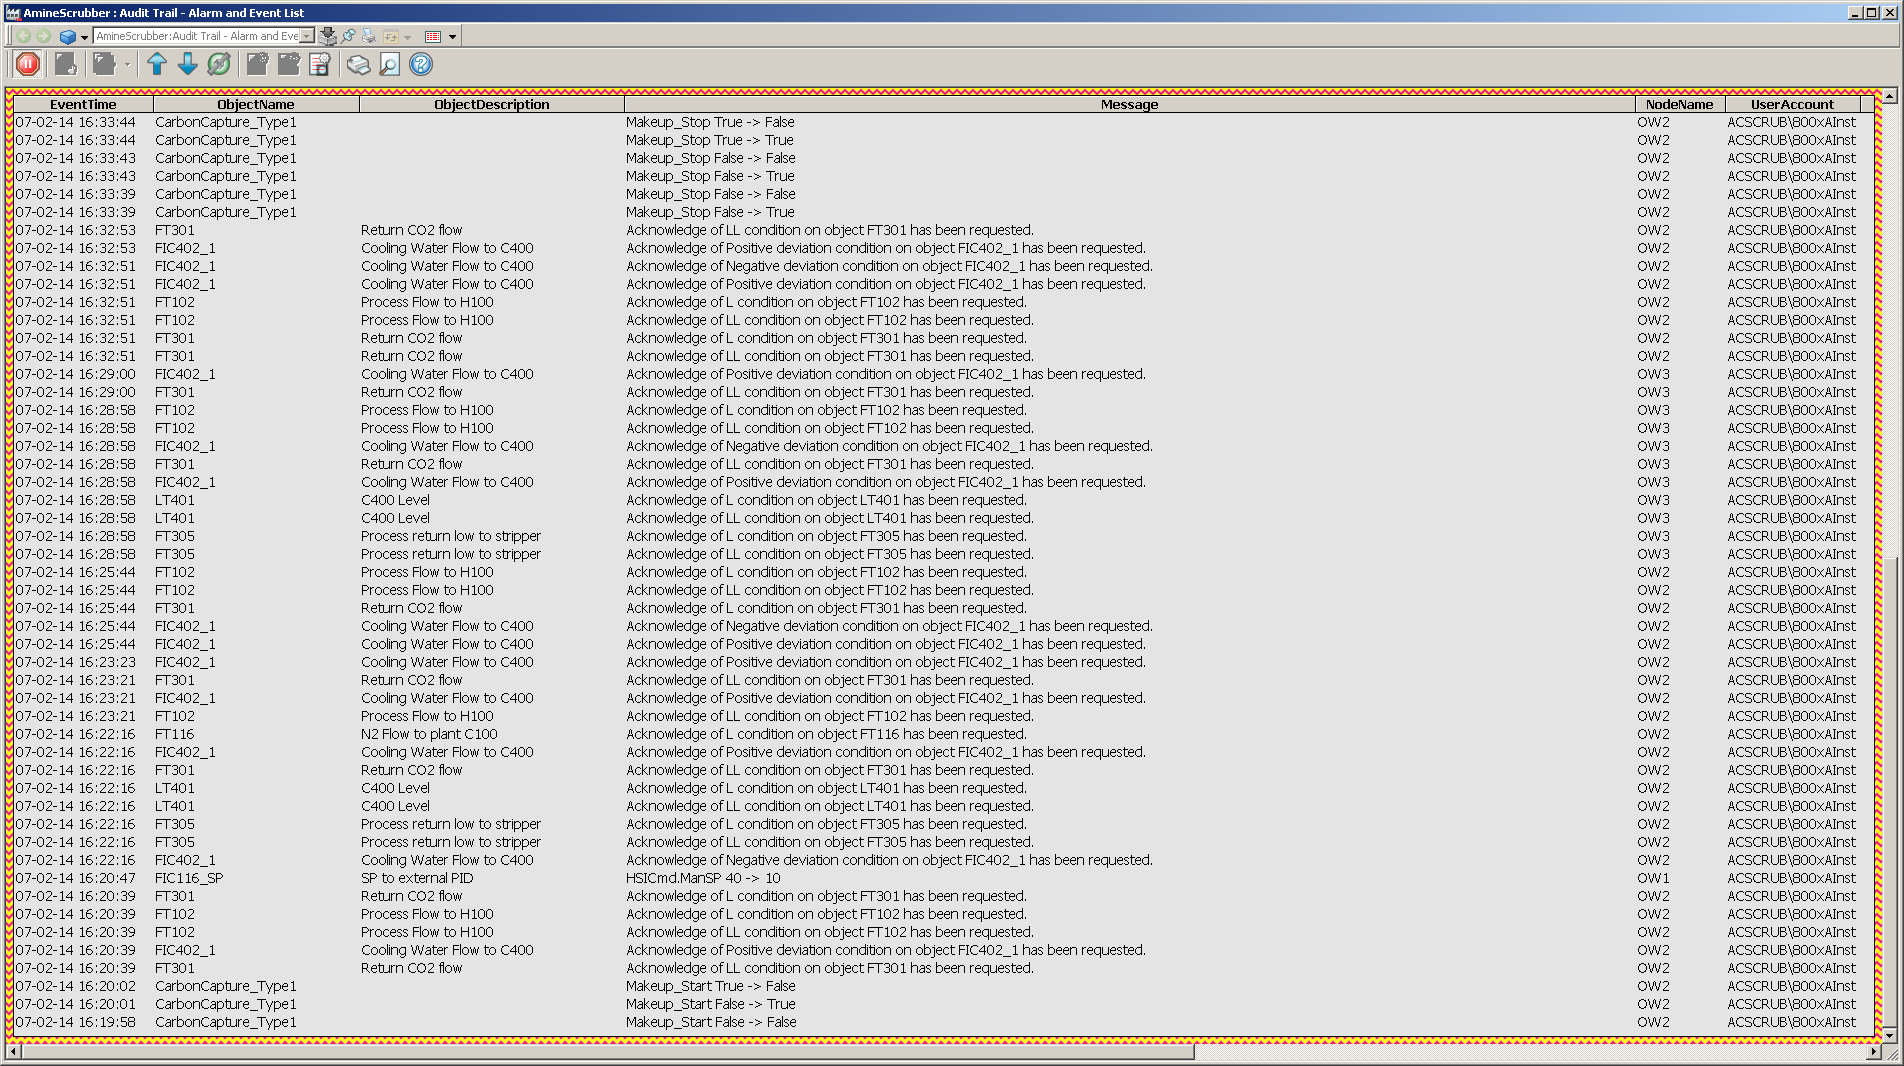 AmineScrubber : Audit Trail - Alarm and Event List
AmineScrubber:Audit Trail - Alarm and Eve
EventTime ObjectName ObjectDescription Message NodeName UserAccount
07-02-14 16:33:44 CarbonCapture_Type1 Makeup_Stop True -> False OW2 ACSCRUB\800xAInst
07-02-14 16:33:44 CarbonCapture_Type1 Makeup_Stop True -> True OW2 ACSCRUB\800xAInst
07-02-14 16:33:43 CarbonCapture_Type1 Makeup_Stop False -> False OW2 ACSCRUB\800xAInst
07-02-14 16:33:43 CarbonCapture_Type1 Makeup_Stop False -> True OW2 ACSCRUB\800xAInst
07-02-14 16:33:39 CarbonCapture_Type1 Makeup_Stop False -> False OW2 ACSCRUB\800xAInst
07-02-14 16:33:39 CarbonCapture_Type1 Makeup_Stop False -> True OW2 ACSCRUB\800xAInst
07-02-14 16:32:53 FT301 Return CO2 flow Acknowledge of LL condition on object FT301 has been requested. OW2 ACSCRUB\800xAInst
07-02-14 16:32:53 FIC402_1 Cooling Water Flow to C400 Acknowledge of Positive deviation condition on object FIC402_1 has been requested. OW2 ACSCRUB\800xAInst
07-02-14 16:32:51 FIC402_1 Cooling Water Flow to C400 Acknowledge of Negative deviation condition on object FIC402_1 has been requested. OW2 ACSCRUB\800xAInst
07-02-14 16:32:51 FIC402_1 Cooling Water Flow to C400 Acknowledge of Positive deviation condition on object FIC402_1 has been requested. OW2 ACSCRUB\800xAInst
07-02-14 16:32:51 FT102 Process Flow to H100 Acknowledge of L condition on object FT102 has been requested. OW2 ACSCRUB\800xAInst
07-02-14 16:32:51 FT102 Process Flow to H100 Acknowledge of LL condition on object FT102 has been requested. OW2 ACSCRUB\800xAInst
07-02-14 16:32:51 FT301 Return CO2 flow Acknowledge of L condition on object FT301 has been requested. OW2 ACSCRUB\800xAInst
07-02-14 16:32:51 FT301 Return CO2 flow Acknowledge of LL condition on object FT301 has been requested. OW2 ACSCRUB\800xAInst
07-02-14 16:29:00 FIC402_1 Cooling Water Flow to C400 Acknowledge of Positive deviation condition on object FIC402_1 has been requested. OW3 ACSCRUB\800xAInst
07-02-14 16:29:00 FT301 Return CO2 flow Acknowledge of LL condition on object FT301 has been requested. OW3 ACSCRUB\800xAInst
07-02-14 16:28:58 FT102 Process Flow to H100 Acknowledge of L condition on object FT102 has been requested. OW3 ACSCRUB\800xAInst
07-02-14 16:28:58 FT102 Process Flow to H100 Acknowledge of LL condition on object FT102 has been requested. OW3 ACSCRUB\800xAInst
07-02-14 16:28:58 FIC402_1 Cooling Water Flow to C400 Acknowledge of Negative deviation condition on object FIC402_1 has been requested. OW3 ACSCRUB\800xAInst
07-02-14 16:28:58 FT301 Return CO2 flow Acknowledge of LL condition on object FT301 has been requested. OW3 ACSCRUB\800xAInst
07-02-14 16:28:58 FIC402_1 Cooling Water Flow to C400 Acknowledge of Positive deviation condition on object FIC402_1 has been requested. OW3 ACSCRUB\800xAInst
07-02-14 16:28:58 LT401 C400 Level Acknowledge of L condition on object LT401 has been requested. OW3 ACSCRUB\800xAInst
07-02-14 16:28:58 LT401 C400 Level Acknowledge of LL condition on object LT401 has been requested. OW3 ACSCRUB\800xAInst
07-02-14 16:28:58 FT305 Process return low to stripper Acknowledge of L condition on object FT305 has been requested. OW3 ACSCRUB\800xAInst
07-02-14 16:28:58 FT305 Process return low to stripper Acknowledge of LL condition on object FT305 has been requested. OW3 ACSCRUB\800xAInst
07-02-14 16:25:44 FT102 Process Flow to H100 Acknowledge of L condition on object FT102 has been requested. OW2 ACSCRUB\800xAInst
07-02-14 16:25:44 FT102 Process Flow to H100 Acknowledge of LL condition on object FT102 has been requested. OW2 ACSCRUB\800xAInst
07-02-14 16:25:44 FT301 Return CO2 flow Acknowledge of L condition on object FT301 has been requested. OW2 ACSCRUB\800xAInst
07-02-14 16:25:44 FIC402_1 Cooling Water Flow to C400 Acknowledge of Negative deviation condition on object FIC402_1 has been requested. OW2 ACSCRUB\800xAInst
07-02-14 16:25:44 FIC402_1 Cooling Water Flow to C400 Acknowledge of Positive deviation condition on object FIC402_1 has been requested. OW2 ACSCRUB\800xAInst
07-02-14 16:23:23 FIC402_1 Cooling Water Flow to C400 Acknowledge of Positive deviation condition on object FIC402_1 has been requested. OW2 ACSCRUB\800xAInst
07-02-14 16:23:21 FT301 Return CO2 flow Acknowledge of LL condition on object FT301 has been requested. OW2 ACSCRUB\800xAInst
07-02-14 16:23:21 FIC402_1 Cooling Water Flow to C400 Acknowledge of Positive deviation condition on object FIC402_1 has been requested. OW2 ACSCRUB\800xAInst
07-02-14 16:23:21 FT102 Process Flow to H100 Acknowledge of LL condition on object FT102 has been requested. OW2 ACSCRUB\800xAInst
07-02-14 16:22:16 FT116 N2 Flow to plant C100 Acknowledge of L condition on object FT116 has been requested. OW2 ACSCRUB\800xAInst
07-02-14 16:22:16 FIC402_1 Cooling Water Flow to C400 Acknowledge of Positive deviation condition on object FIC402_1 has been requested. OW2 ACSCRUB\800xAInst
07-02-14 16:22:16 FT301 Return CO2 flow Acknowledge of LL condition on object FT301 has been requested. OW2 ACSCRUB\800xAInst
07-02-14 16:22:16 LT401 C400 Level Acknowledge of L condition on object LT401 has been requested. OW2 ACSCRUB\800xAInst
07-02-14 16:22:16 LT401 C400 Level Acknowledge of LL condition on object LT401 has been requested. OW2 ACSCRUB\800xAInst
07-02-14 16:22:16 FT305 Process return low to stripper Acknowledge of L condition on object FT305 has been requested. OW2 ACSCRUB\800xAInst
07-02-14 16:22:16 FT305 Process return low to stripper Acknowledge of LL condition on object FT305 has been requested. OW2 ACSCRUB\800xAInst
07-02-14 16:22:16 FIC402_1 Cooling Water Flow to C400 Acknowledge of Negative deviation condition on object FIC402_1 has been requested. OW2 ACSCRUB\800xAInst
07-02-14 16:20:47 FIC116_SP SP to external PID HSICmd.ManSP 40 -> 10 OW1 ACSCRUB\800xAInst
07-02-14 16:20:39 FT301 Return CO2 flow Acknowledge of L condition on object FT301 has been requested. OW2 ACSCRUB\800xAInst
07-02-14 16:20:39 FT102 Process Flow to H100 Acknowledge of L condition on object FT102 has been requested. OW2 ACSCRUB\800xAInst
07-02-14 16:20:39 FT102 Process Flow to H100 Acknowledge of LL condition on object FT102 has been requested. OW2 ACSCRUB\800xAInst
07-02-14 16:20:39 FIC402_1 Cooling Water Flow to C400 Acknowledge of Positive deviation condition on object FIC402_1 has been requested. OW2 ACSCRUB\800xAInst
07-02-14 16:20:39 FT301 Return CO2 flow Acknowledge of LL condition on object FT301 has been requested. OW2 ACSCRUB\800xAInst
07-02-14 16:20:02 CarbonCapture_Type1 Makeup_Start True -> False OW2 ACSCRUB\800xAInst
07-02-14 16:20:01 CarbonCapture_Type1 Makeup_Start False -> True OW2 ACSCRUB\800xAInst
07-02-14 16:19:58 CarbonCapture_Type1 Makeup_Start False -> False OW2 ACSCRUB\800xAInst